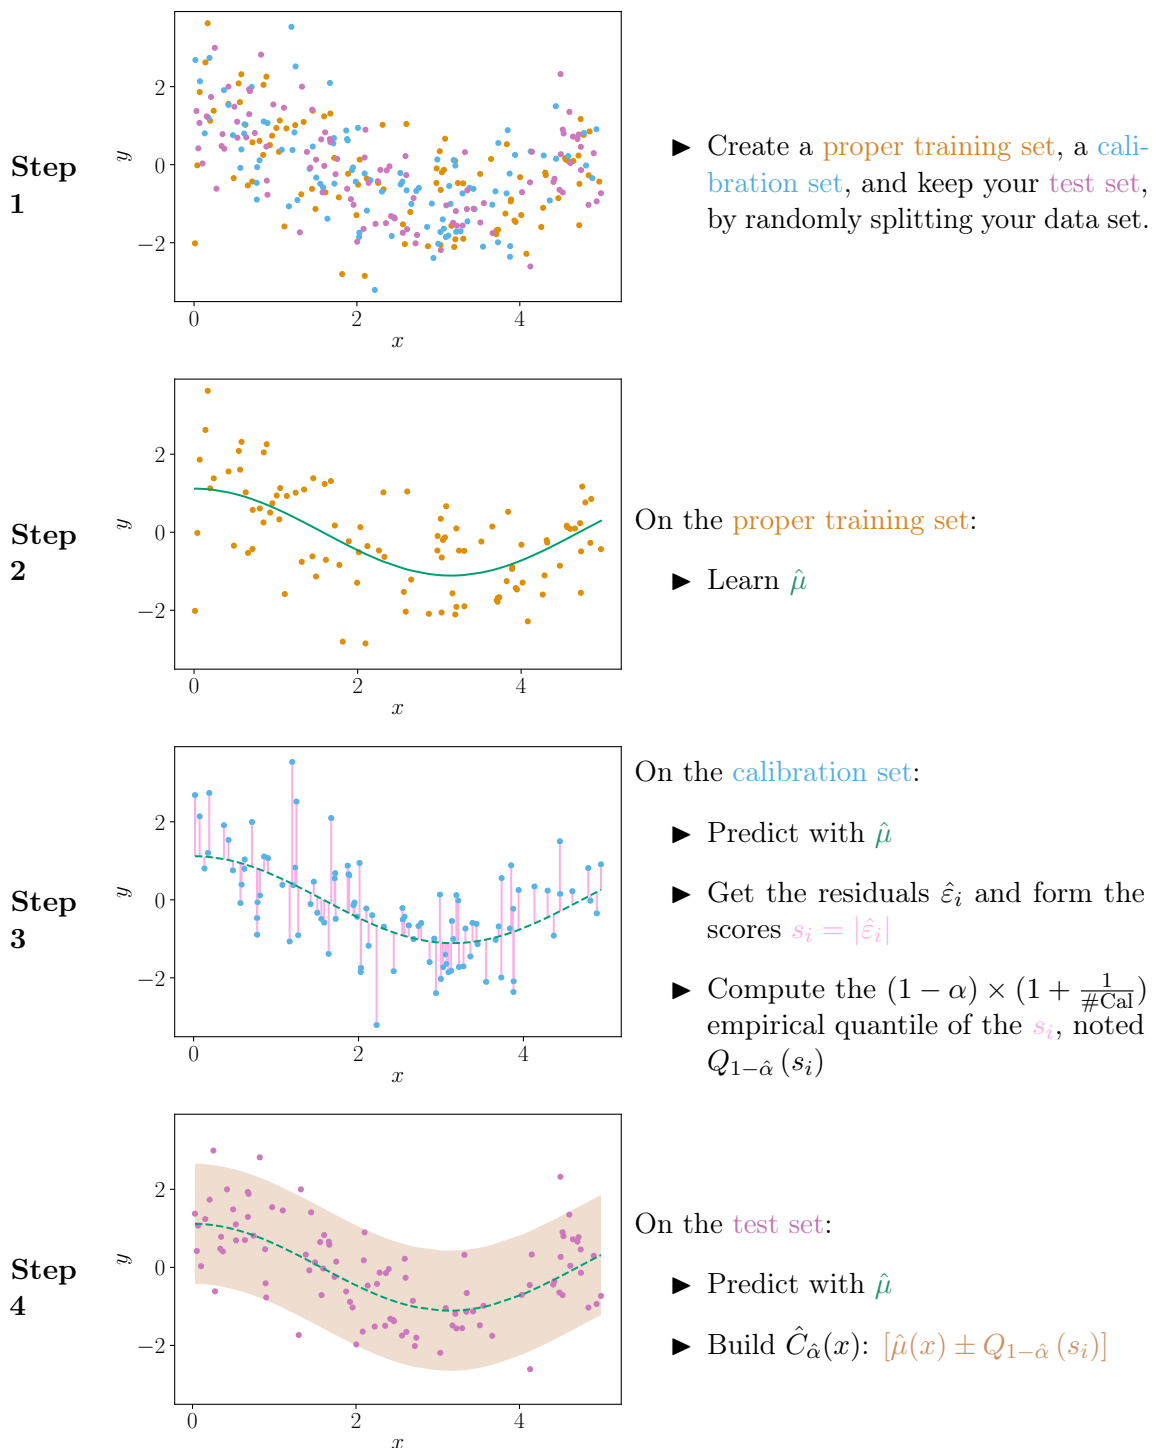 Step
1
y
2
0
−2
0 2 4
x
▶ Create a proper training set, a cali-
bration set, and keep your test set,
by randomly splitting your data set.
Step
2
y
2
0
−2
0 2 4
x
On the proper training set:
▶ Learn μ̂
Step
3
y
2
0
−2
0 2 4
x
On the calibration set:
▶ Predict with μ̂
▶ Get the residuals ε̂ᵢ and form the
scores sᵢ = |ε̂ᵢ|
▶ Compute the (1 − α) × (1 + 1/#Cal)
empirical quantile of the sᵢ, noted
Q₁₋α̂ (sᵢ)
Step
4
y
2
0
−2
0 2 4
x
On the test set:
▶ Predict with μ̂
▶ Build Ĉα̂(x): [μ̂(x) ± Q₁₋α̂ (sᵢ)]